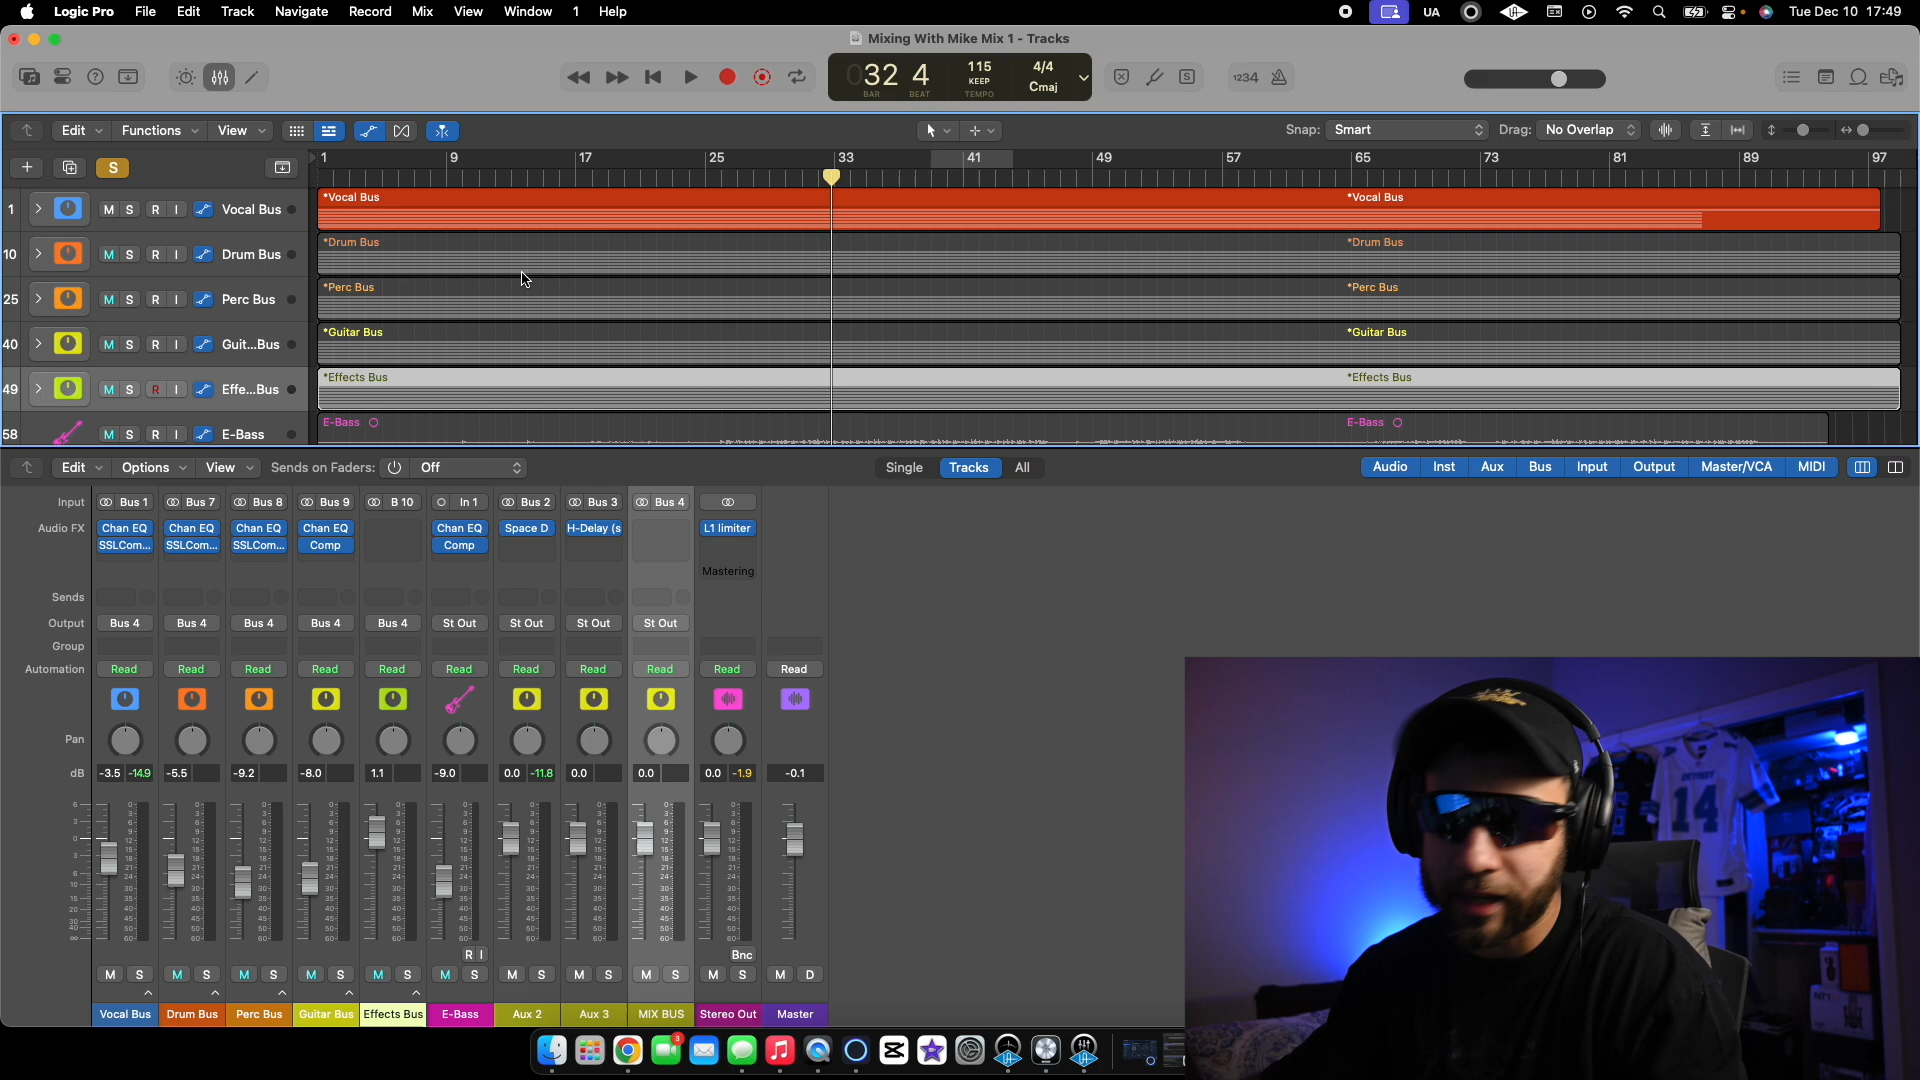 Logic Pro File Edit Track Navigate Record Mix View Window 1 Help
UA Tue Dec 10 17:49
Mixing With Mike Mix 1 - Tracks
032 4 115 4/4
KEEP Cmaj
BAR BEAT TEMPO
S 1234
Edit Functions View Snap: Smart Drag: No Overlap
S 1 9 17 25 33 41 49 57 65 73 81 89 97
1 M S R I Vocal Bus *Vocal Bus *Vocal Bus
10 M S R I Drum Bus *Drum Bus *Drum Bus
25 M S R I Perc Bus *Perc Bus *Perc Bus
40 M S R I Guit...Bus *Guitar Bus *Guitar Bus
49 M S R I Effe...Bus *Effects Bus *Effects Bus
58 M S R I E-Bass E-Bass E-Bass
Edit Options View Sends on Faders: Off Single Tracks All Audio Inst Aux Bus Input Output Master/VCA MIDI
Input Bus 1 Bus 7 Bus 8 Bus 9 B 10 In 1 Bus 2 Bus 3 Bus 4
Audio FX Chan EQ Chan EQ Chan EQ Chan EQ Chan EQ Space D H-Delay (s L1 limiter
SSLCom... SSLCom... SSLCom... Comp Comp
Mastering
Sends
Output Bus 4 Bus 4 Bus 4 Bus 4 Bus 4 St Out St Out St Out St Out
Group
Automation Read Read Read Read Read Read Read Read Read Read Read
Pan
dB -3.5 -14.9 -5.5 -9.2 -8.0 1.1 -9.0 0.0 -11.8 0.0 0.0 0.0 -1.9 -0.1
R I Bnc
M S M S M S M S M S M S M S M S M S M S M D
Vocal Bus Drum Bus Perc Bus Guitar Bus Effects Bus E-Bass Aux 2 Aux 3 MIX BUS Stereo Out Master
3
DETROIT
14